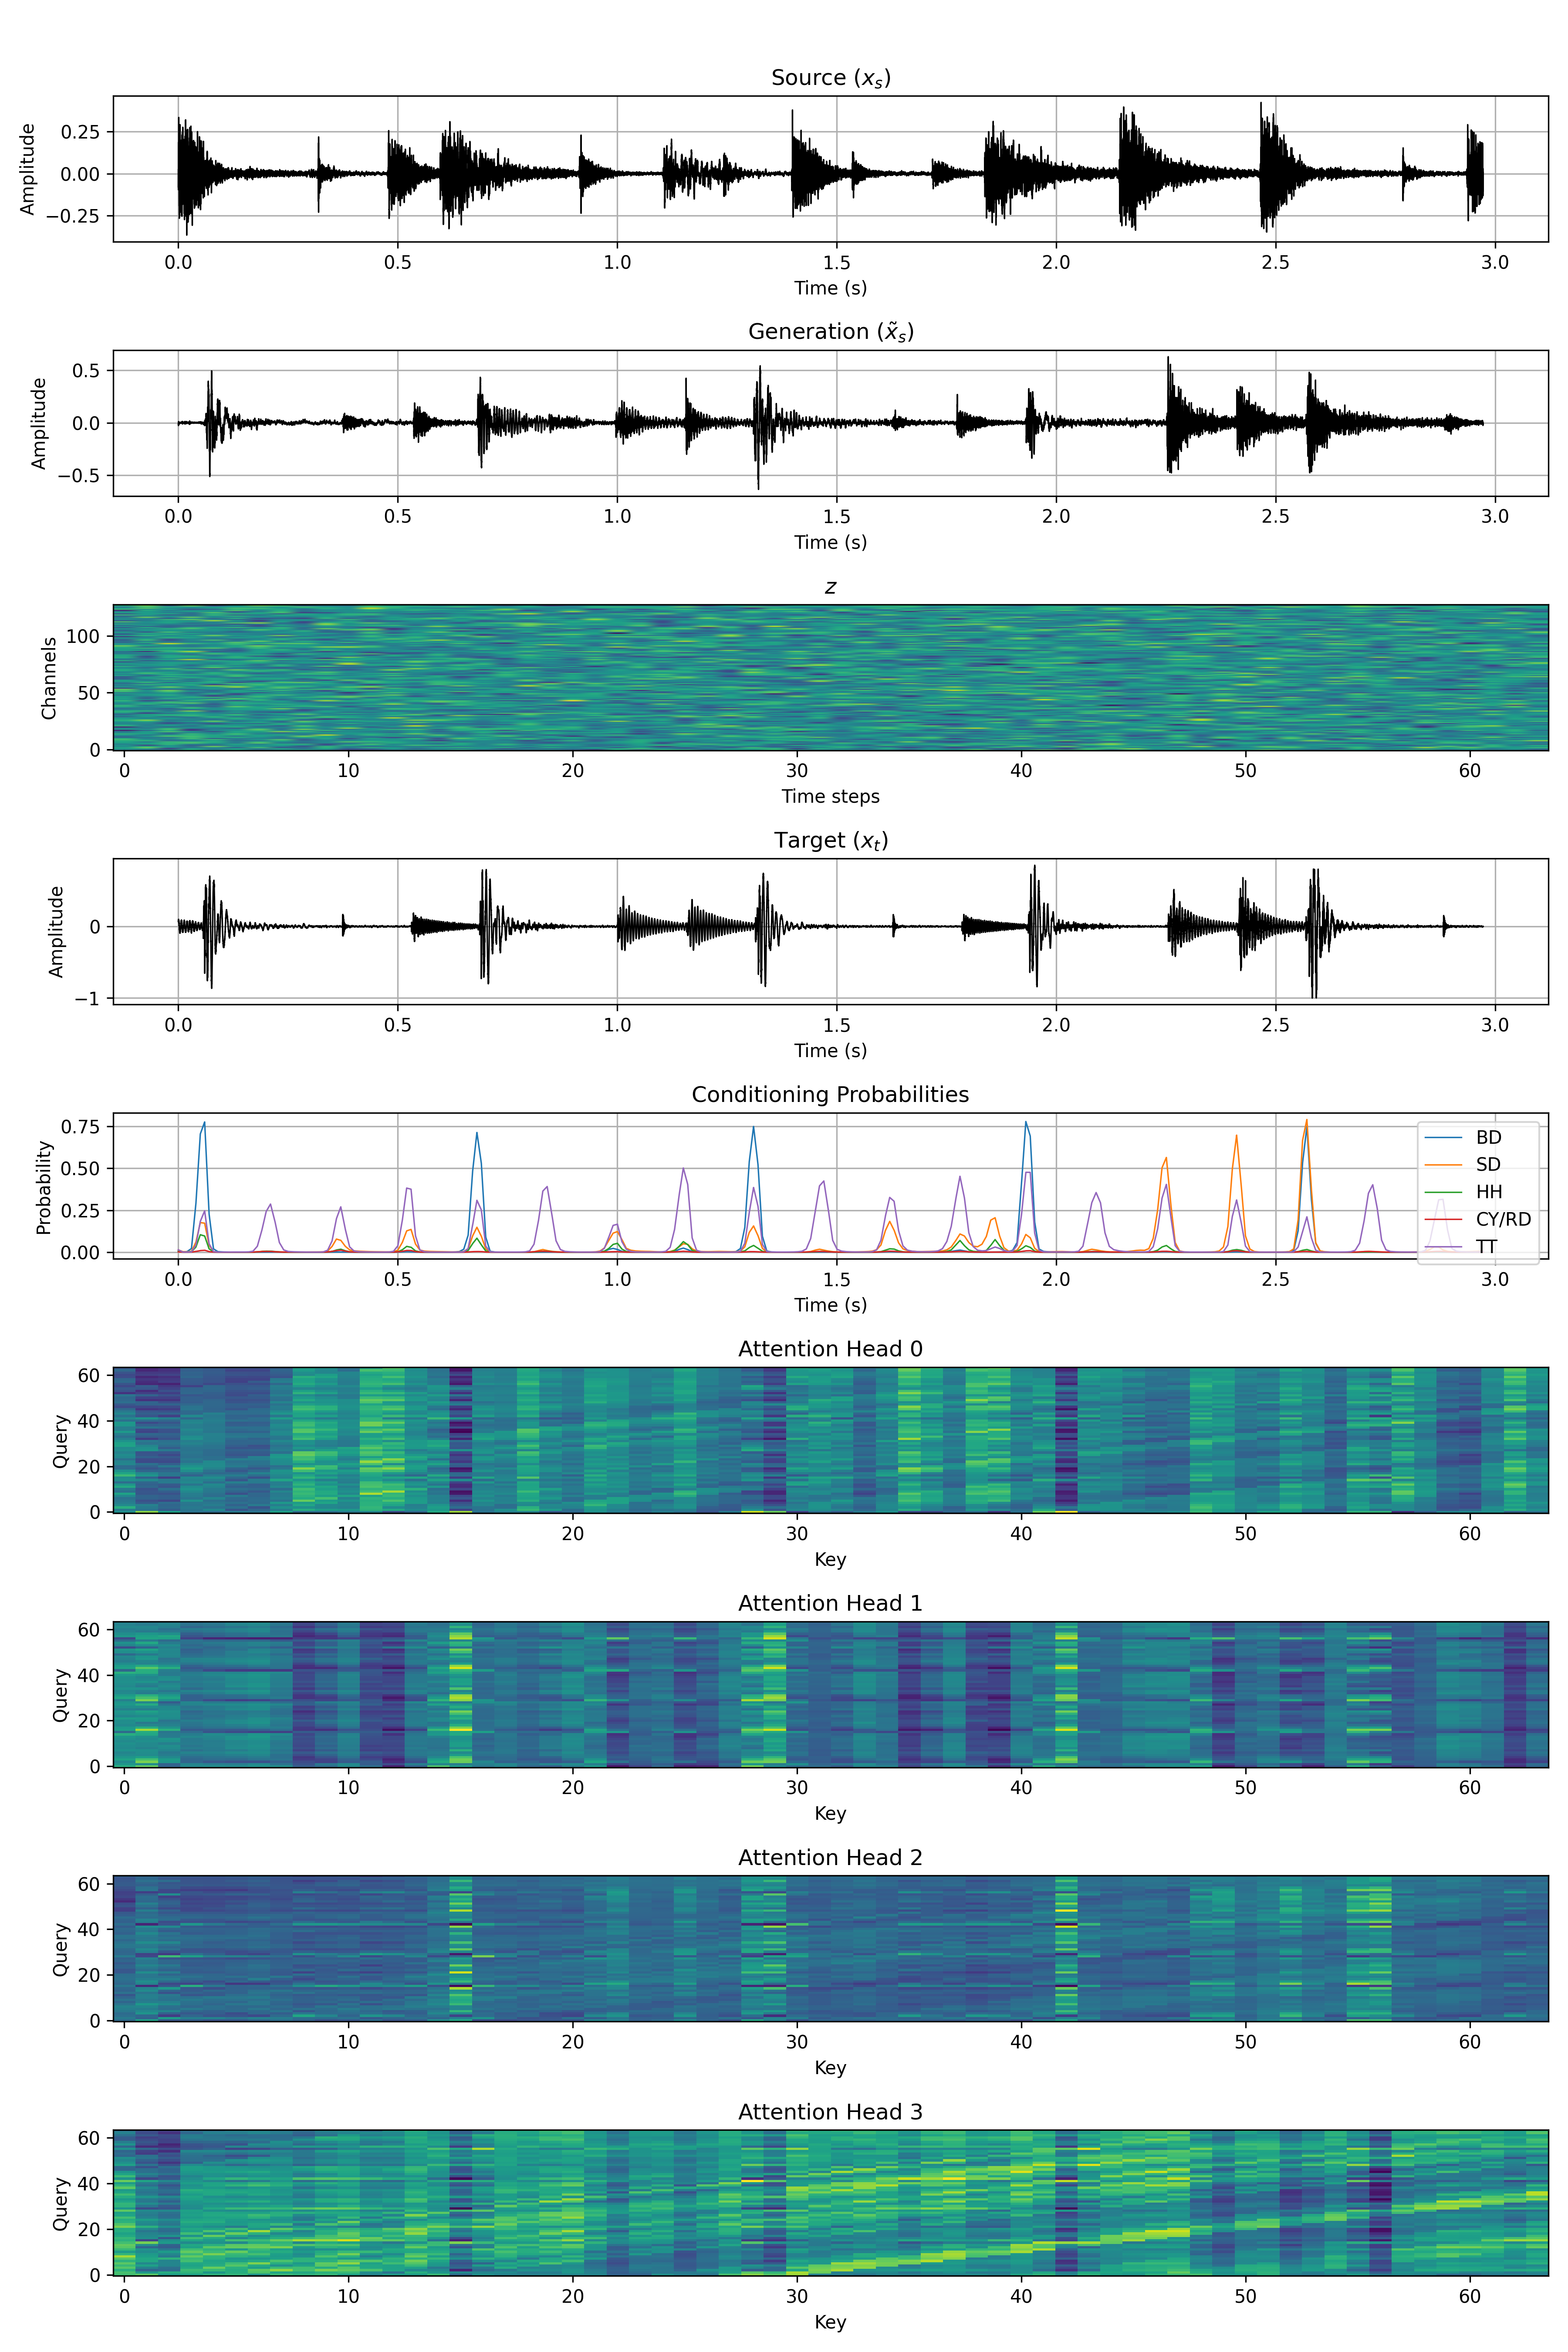 Source (x_s)
Amplitude
0.25
0.00
−0.25
0.0 0.5 1.0 1.5 2.0 2.5 3.0
Time (s)
Generation (x̃_s)
Amplitude
0.5
0.0
−0.5
0.0 0.5 1.0 1.5 2.0 2.5 3.0
Time (s)
z
Channels
100
50
0
0 10 20 30 40 50 60
Time steps
Target (x_t)
Amplitude
0
−1
0.0 0.5 1.0 1.5 2.0 2.5 3.0
Time (s)
Conditioning Probabilities
Probability
0.75
0.50
0.25
0.00
BD
SD
HH
CY/RD
TT
0.0 0.5 1.0 1.5 2.0 2.5 3.0
Time (s)
Attention Head 0
Query
60
40
20
0
0 10 20 30 40 50 60
Key
Attention Head 1
Query
60
40
20
0
0 10 20 30 40 50 60
Key
Attention Head 2
Query
60
40
20
0
0 10 20 30 40 50 60
Key
Attention Head 3
Query
60
40
20
0
0 10 20 30 40 50 60
Key